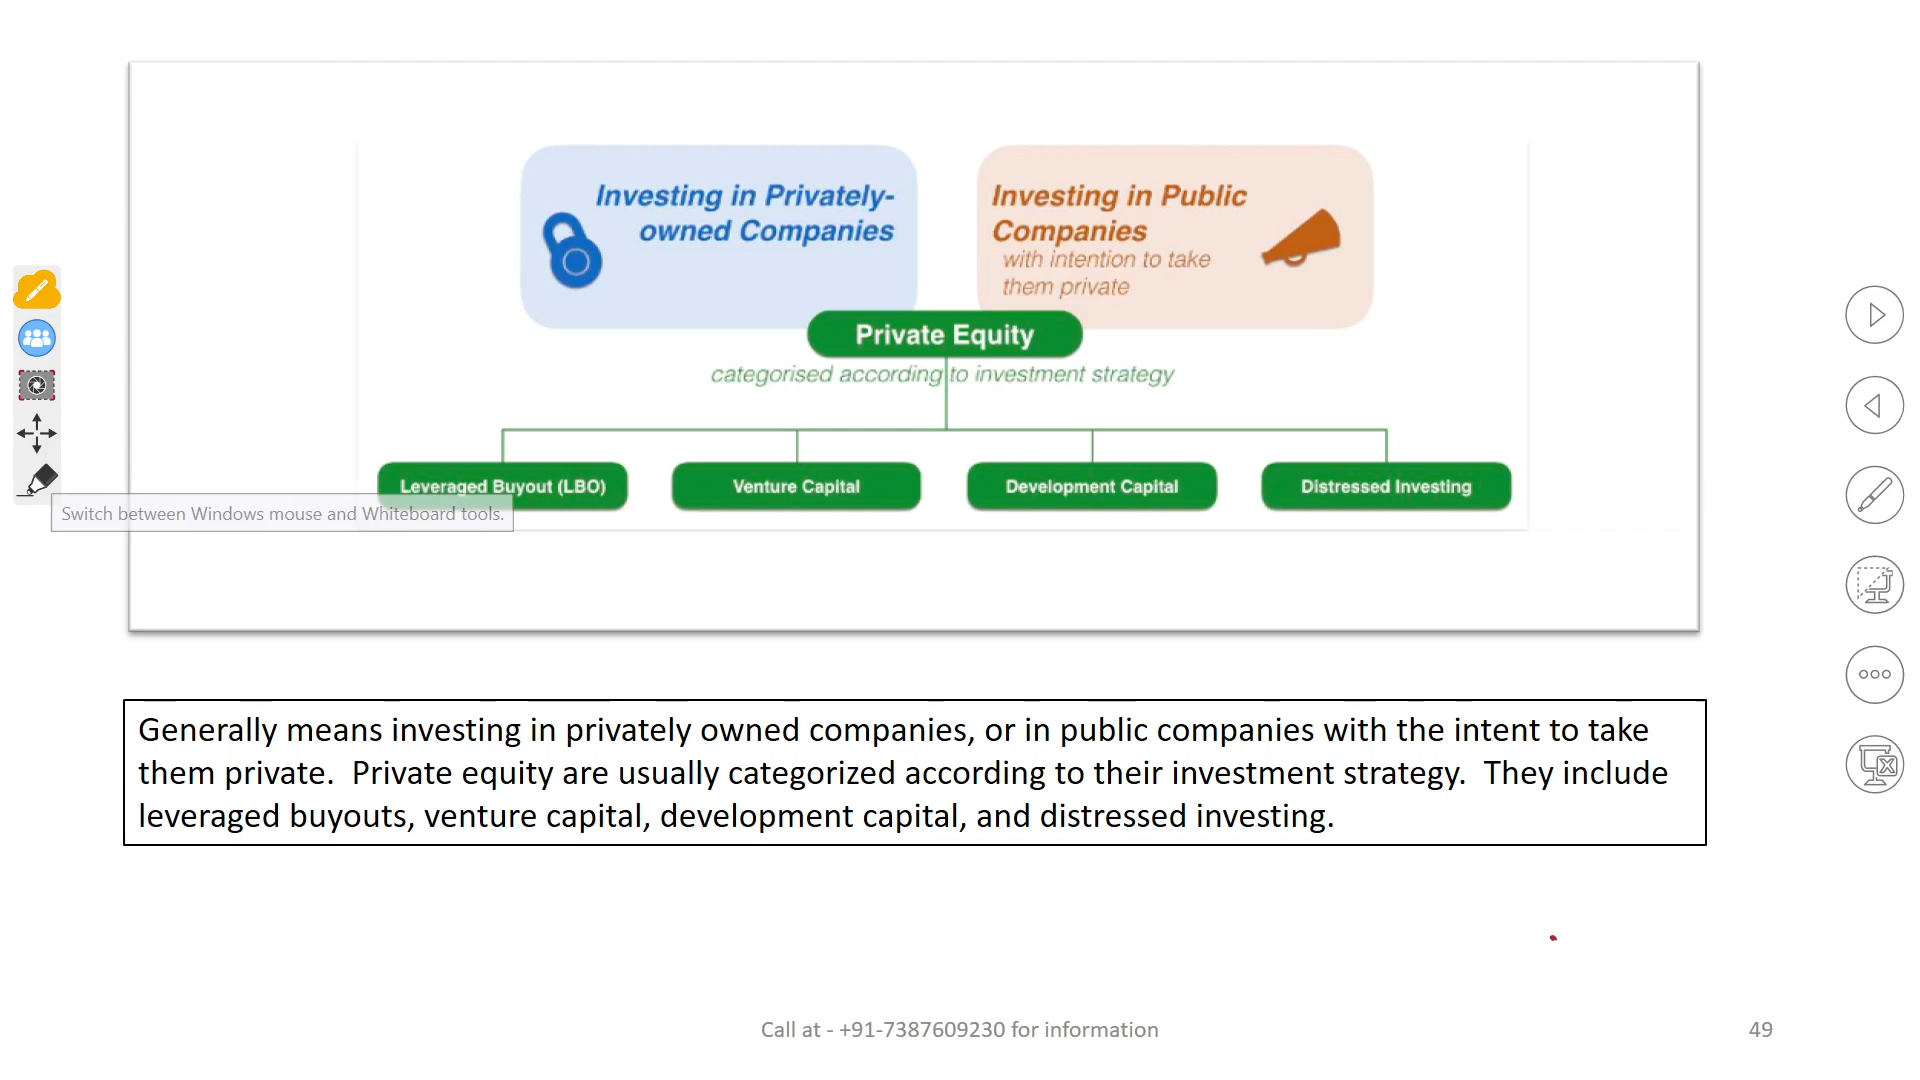 Investing in Privately-
owned Companies
Investing in Public
Companies
with intention to take
them private
Private Equity
categorised according to investment strategy
Leveraged Buyout (LBO)
Venture Capital
Development Capital
Distressed Investing
Switch between Windows mouse and Whiteboard tools.
Generally means investing in privately owned companies, or in public companies with the intent to take
them private.  Private equity are usually categorized according to their investment strategy.  They include
leveraged buyouts, venture capital, development capital, and distressed investing.
Call at - +91-7387609230 for information
49